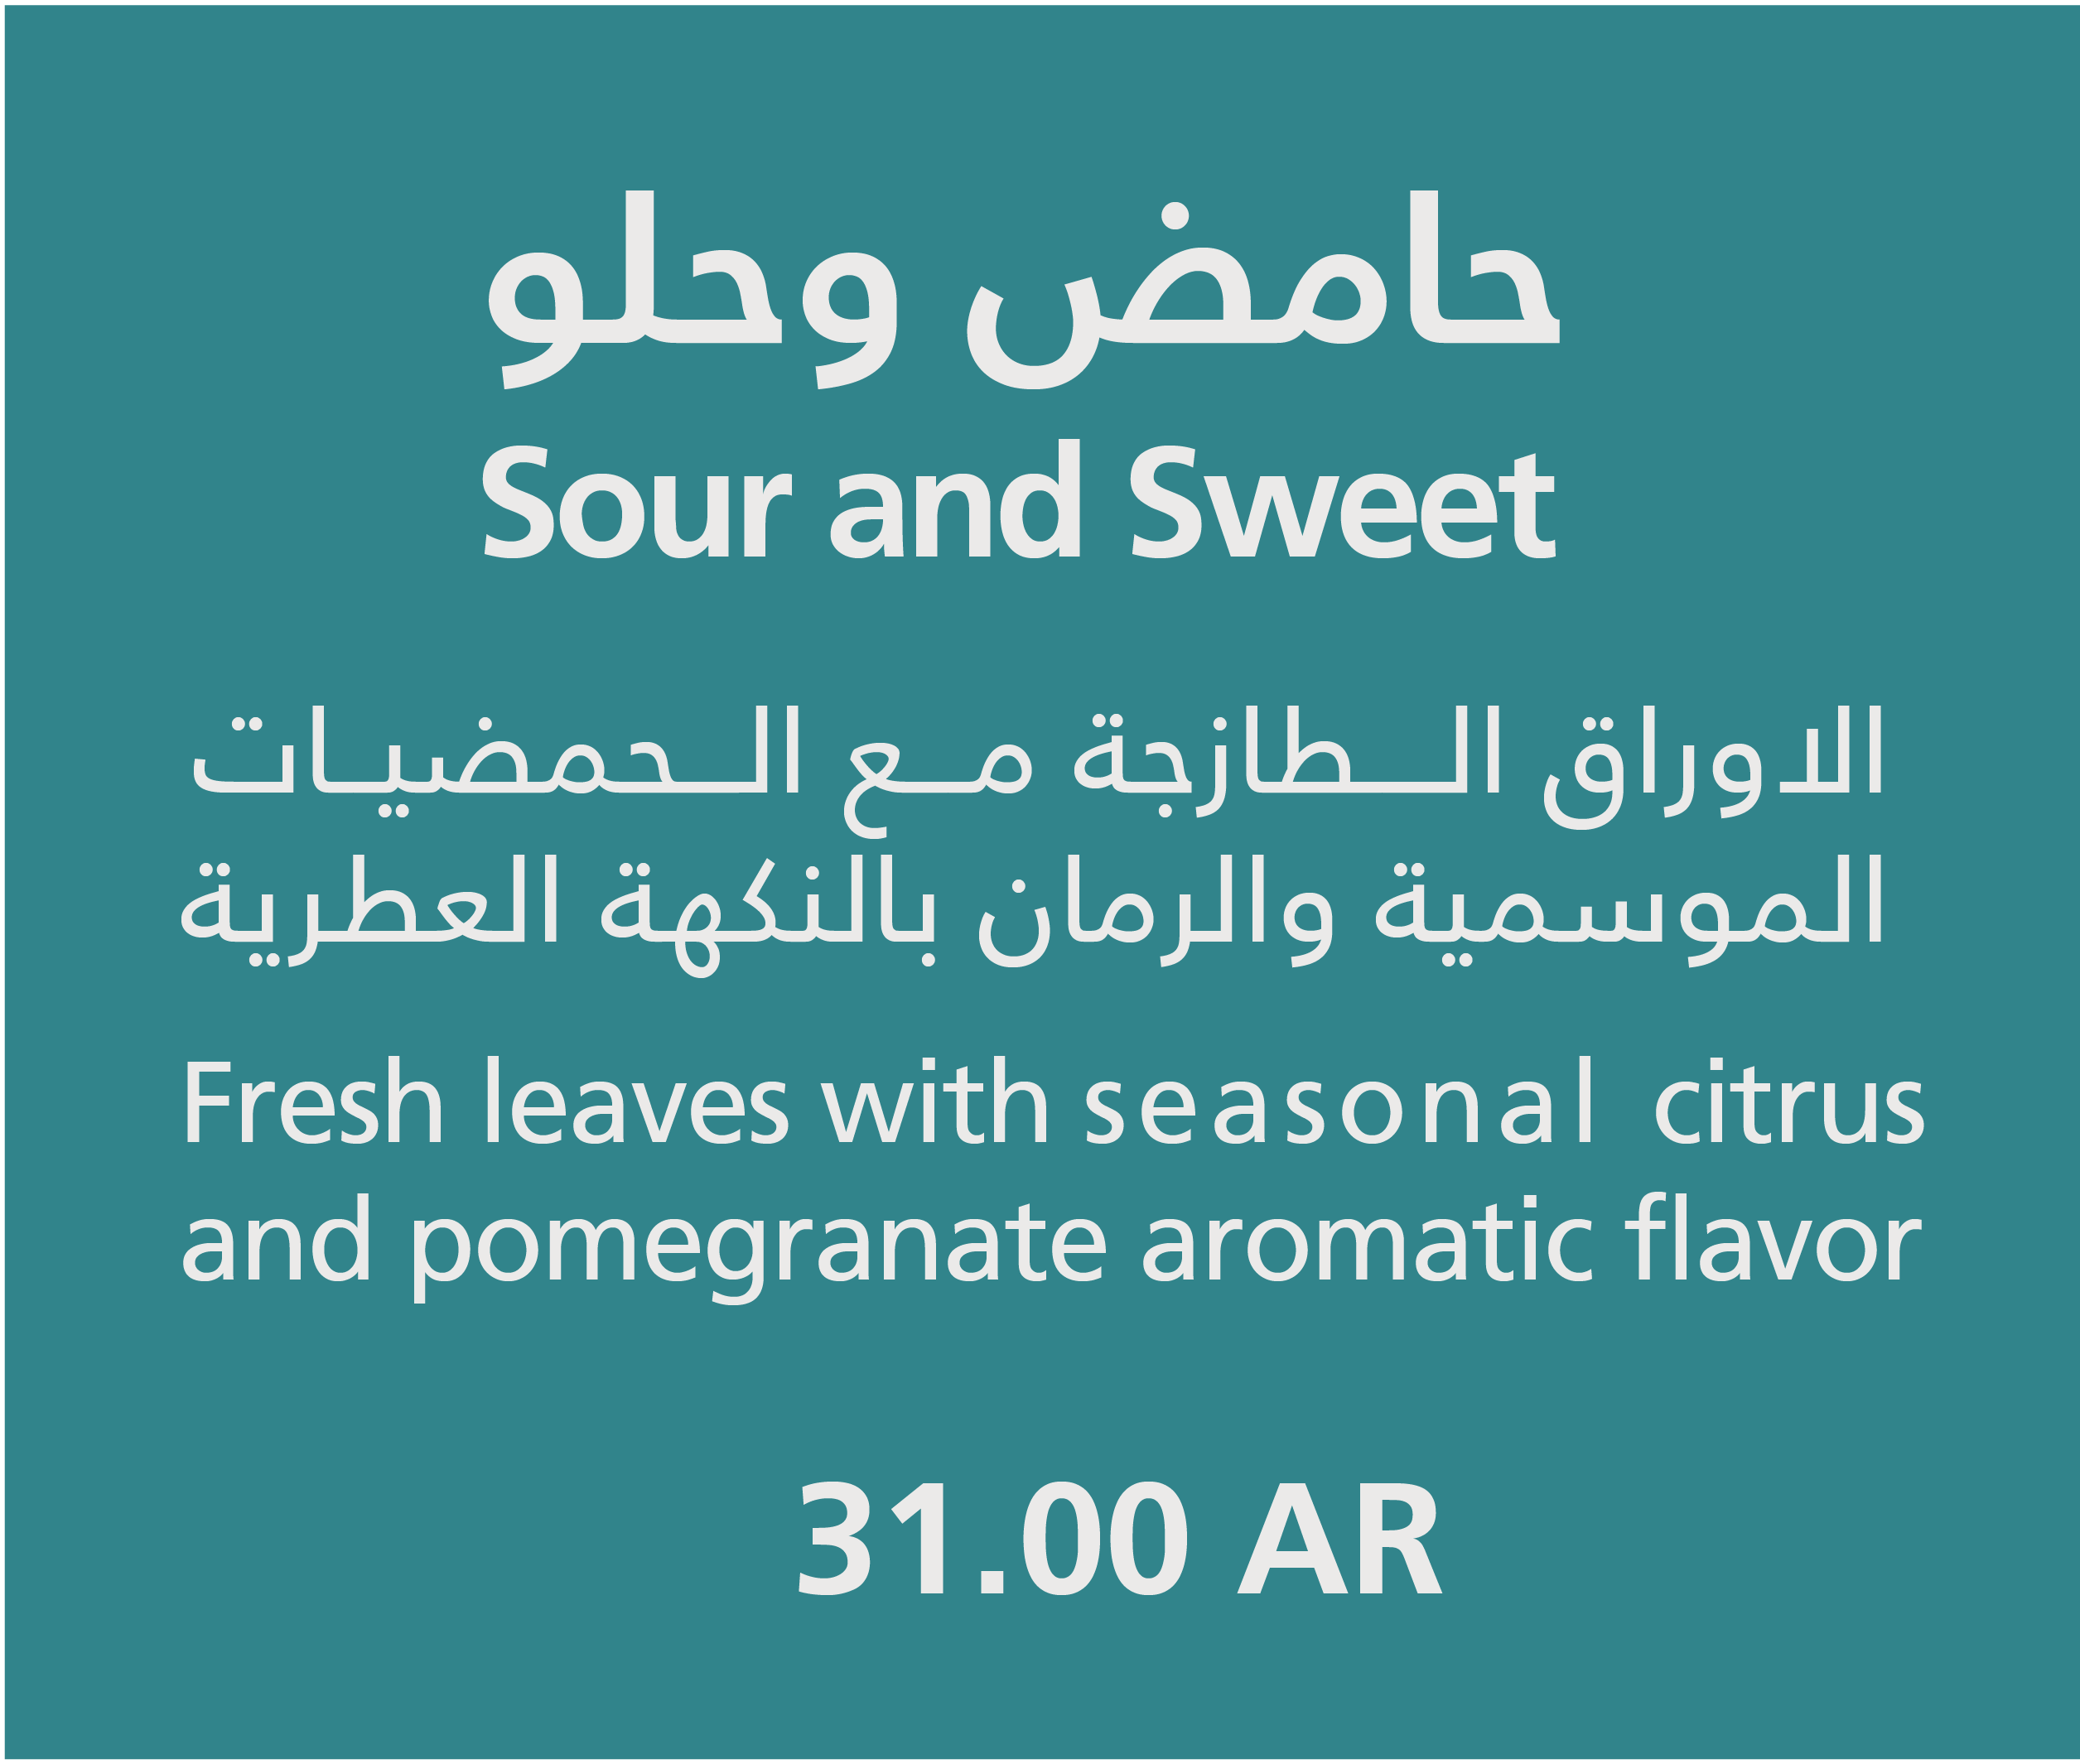 حامض وحلو
Sour and Sweet
الاوراق الطازجة مع الحمضيات
الموسمية والرمان بالنكهة العطرية
Fresh leaves with seasonal citrus
and pomegranate aromatic flavor
31.00 AR